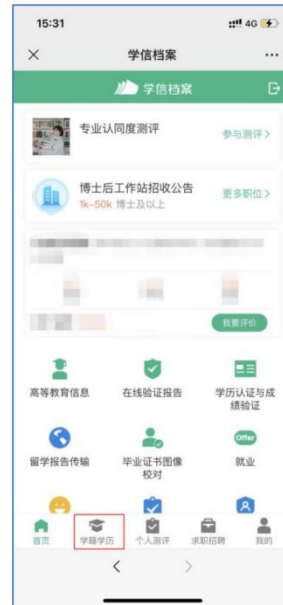 15:31
4G
学信档案
学信档案
专业认同度测评
参与测评>
博士后工作站招收公告
1k-50k 博士及以上
更多职位>
我要评价
高等教育信息
在线验证报告
学历认证与成
绩验证
Offer
留学报告传输
毕业证书图像
校对
就业
首页
学籍学历
个人测评
求职招聘
我的